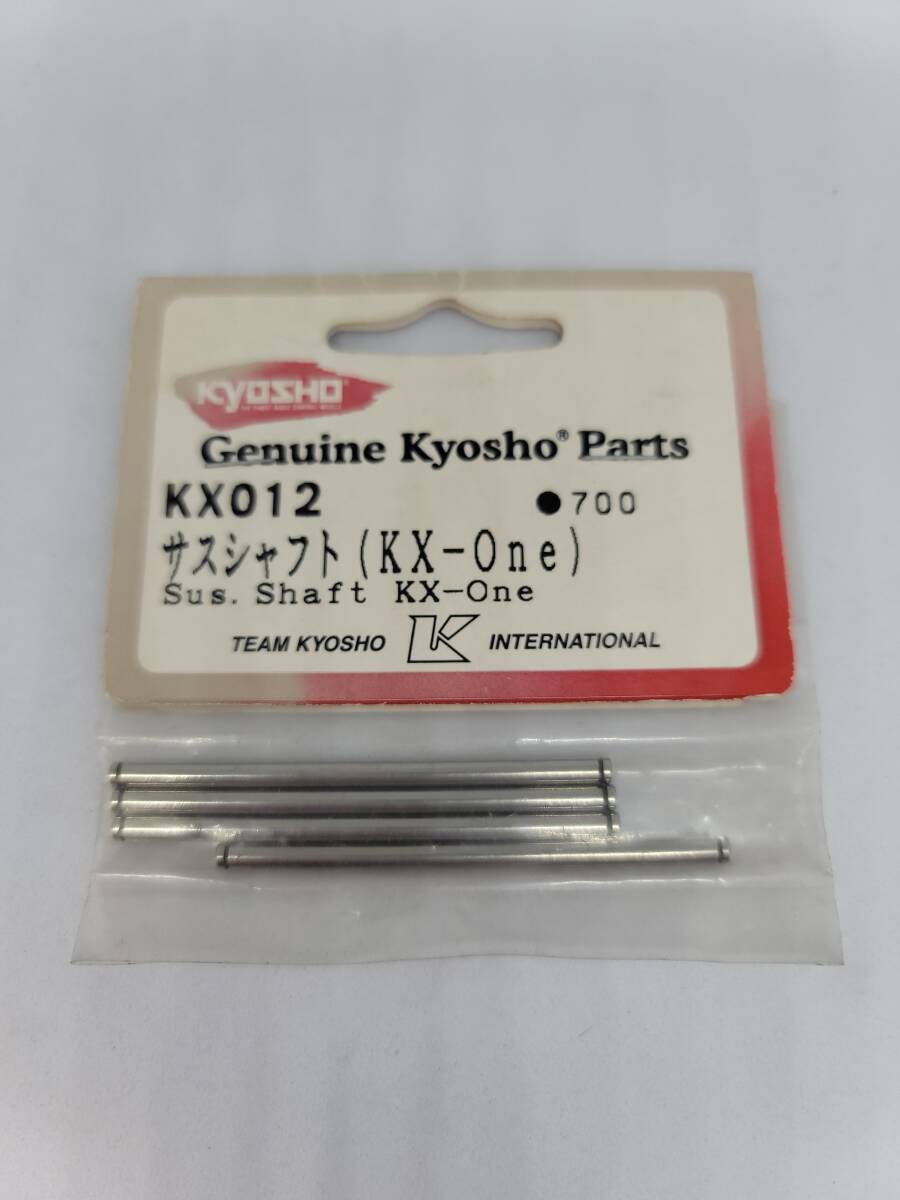 KYOSHO
Genuine Kyosho® Parts
KX012 ●700
サスシャフト(KX-One)
Sus. Shaft KX-One
TEAM KYOSHO K INTERNATIONAL